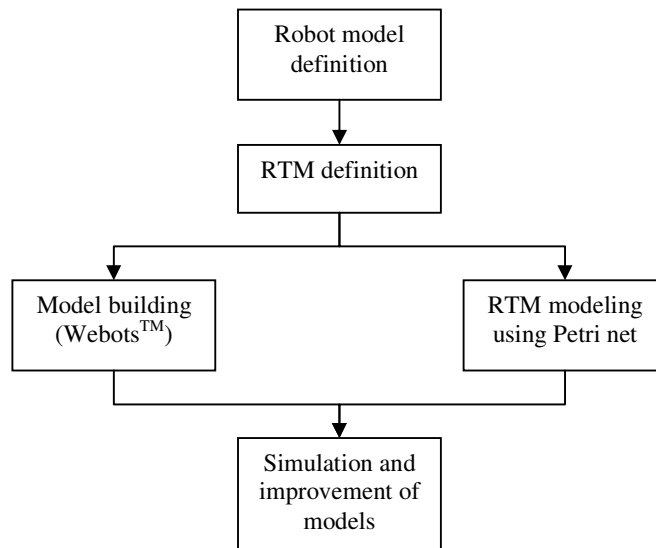 Robot model
definition
RTM definition
Model building
(Webots™)
RTM modeling
using Petri net
Simulation and
improvement of
models